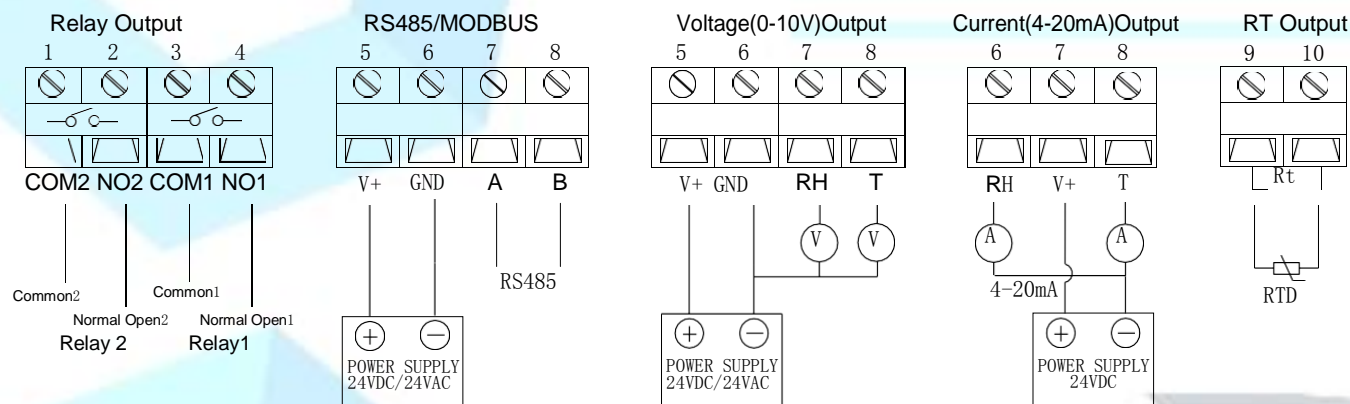 Relay Output
1 2 3 4
COM2 NO2 COM1 NO1
Common2
Normal Open2
Relay 2
Common1
Normal Open1
Relay1
RS485/MODBUS
5 6 7 8
V+ GND A B
RS485
+ −
POWER SUPPLY
24VDC/24VAC
Voltage(0-10V)Output
5 6 7 8
V+ GND RH T
V V
+ −
POWER SUPPLY
24VDC/24VAC
Current(4-20mA)Output
6 7 8
RH V+ T
A A
4-20mA
+ −
POWER SUPPLY
24VDC
RT Output
9 10
Rt
RTD